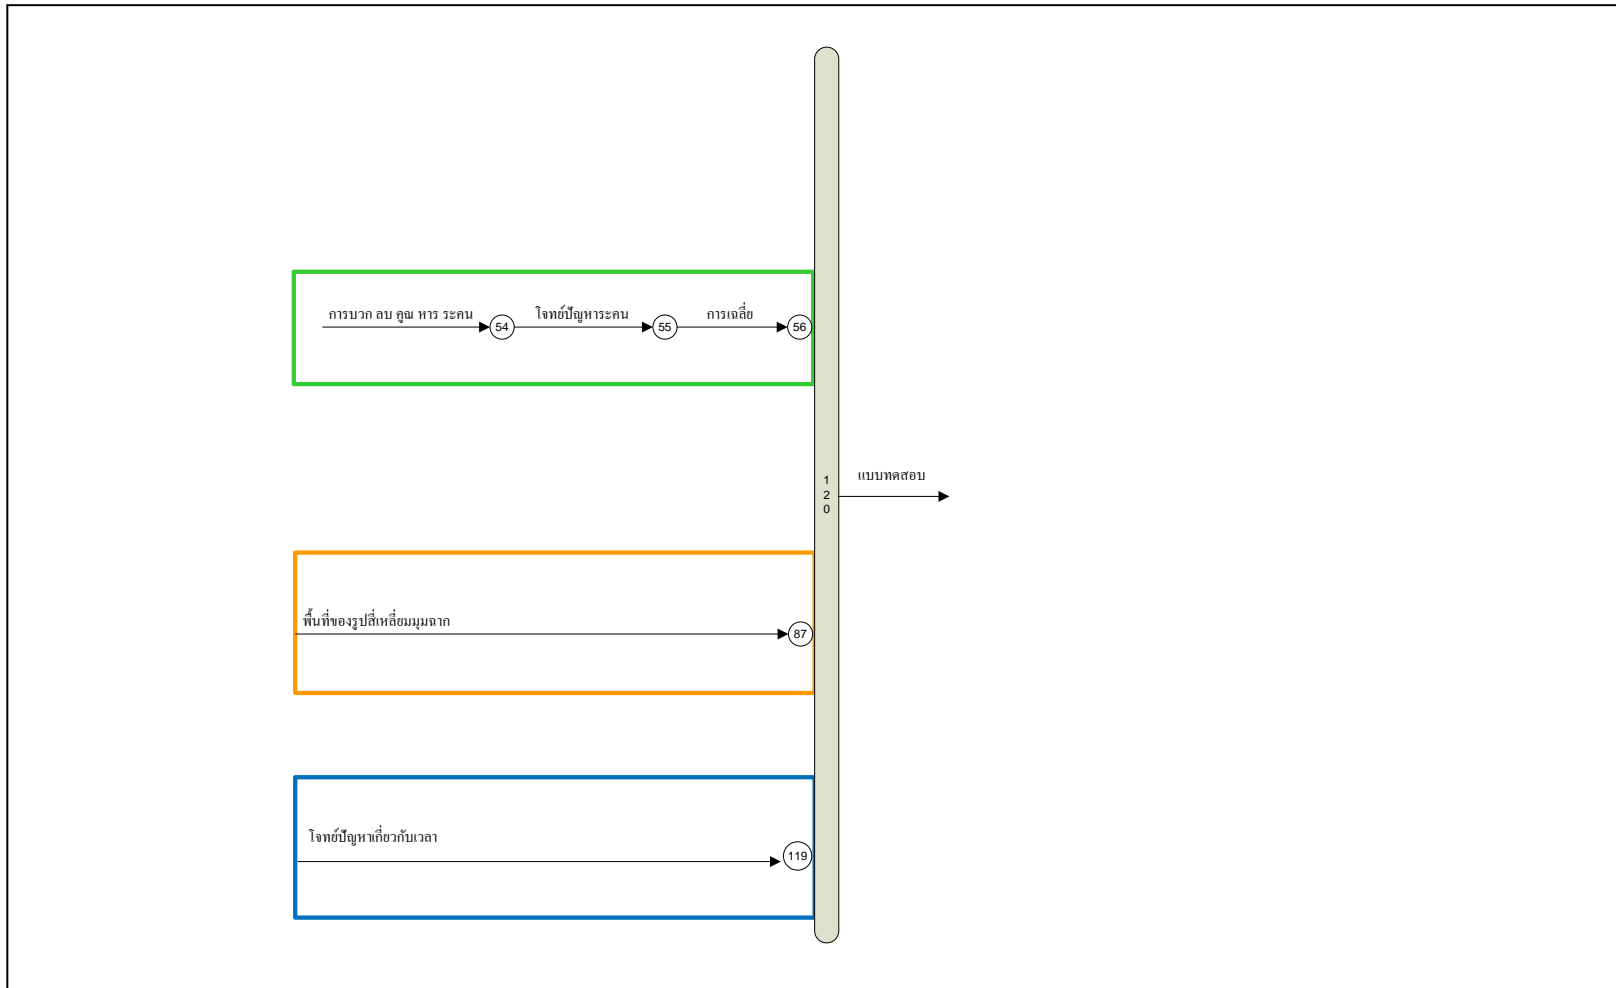 การบวก ลบ คูณ หาร ระคน
54
โจทย์ปัญหาระคน
55
การเฉลี่ย
56
120
แบบทดสอบ
พื้นที่ของรูปสี่เหลี่ยมมุมฉาก
87
โจทย์ปัญหาเกี่ยวกับเวลา
119